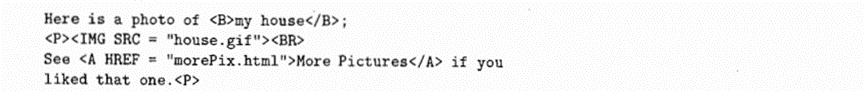 Here is a photo of <B>my house</B>;
<P><IMG SRC = "house.gif"><BR>
See <A HREF = "morePix.html">More Pictures</A> if you
liked that one.<P>